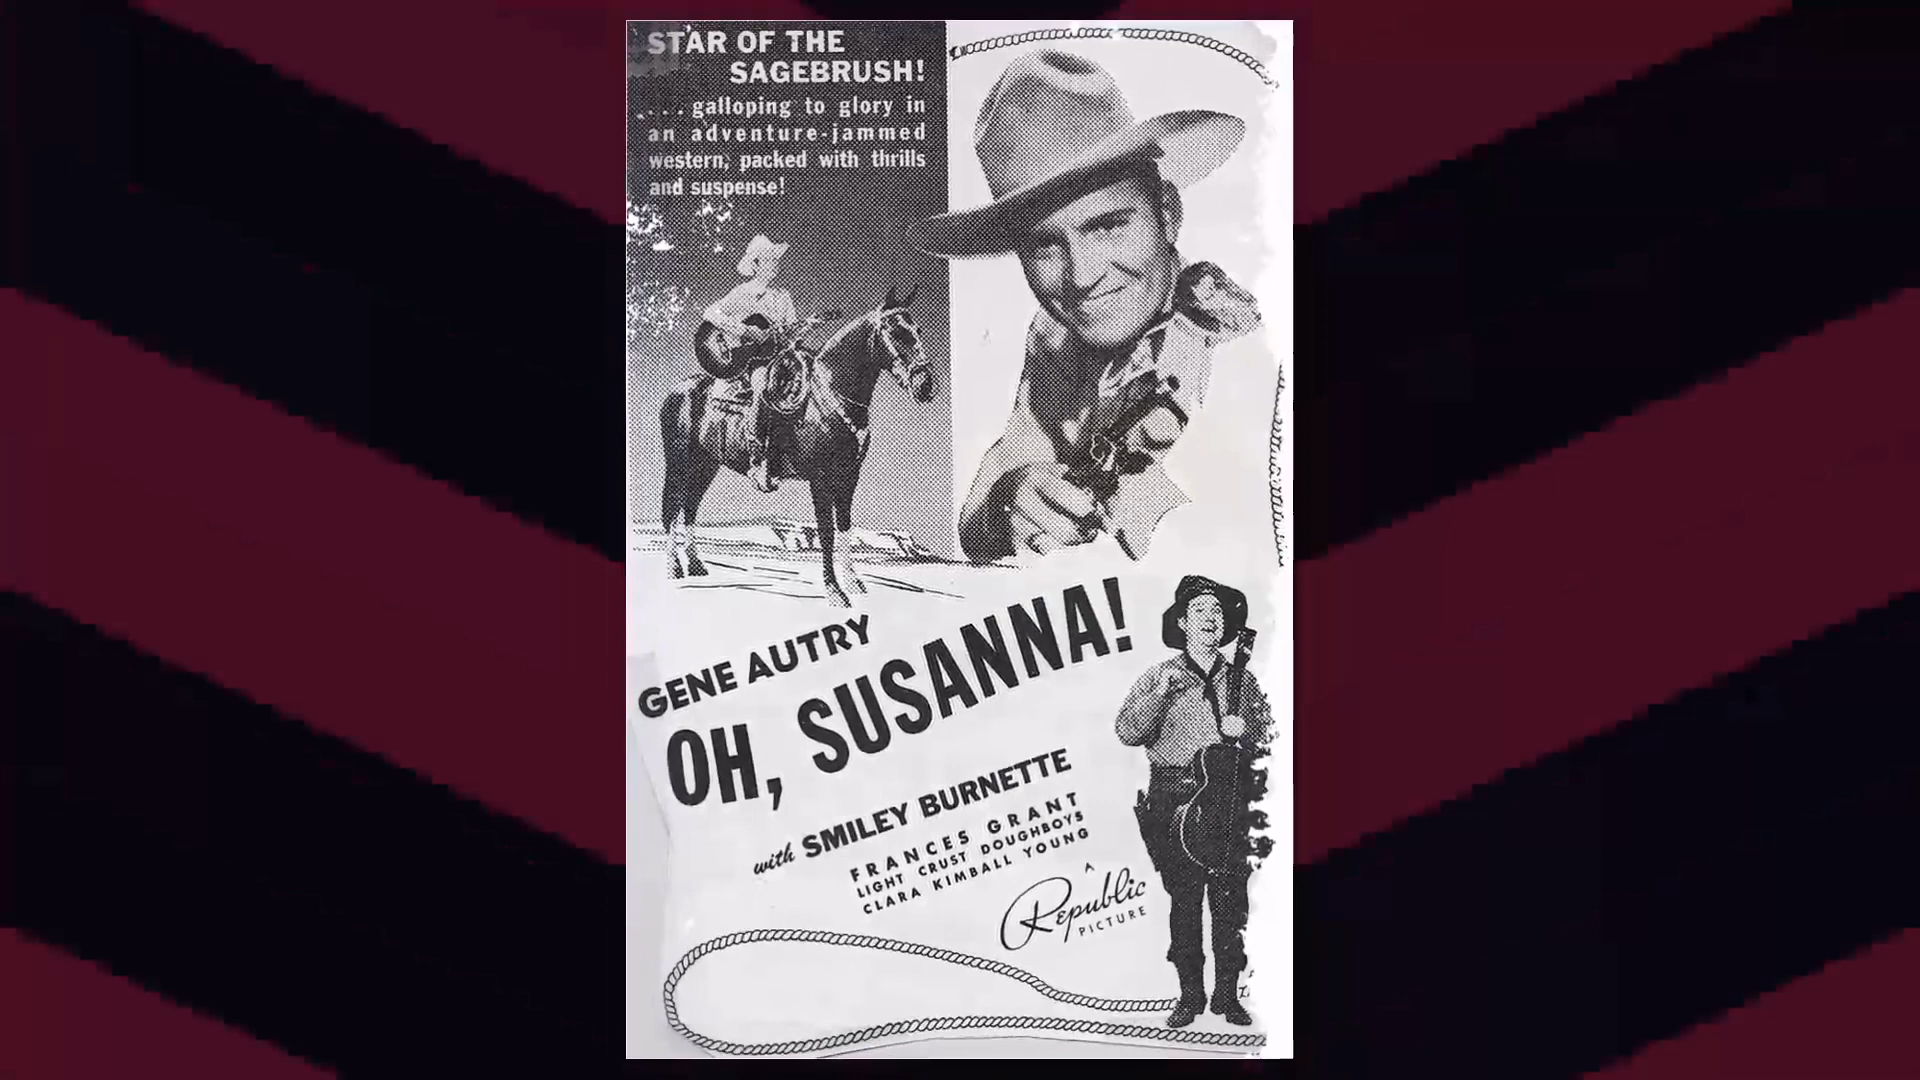 STAR OF THE
SAGEBRUSH!
... galloping to glory in
an adventure-jammed
western, packed with thrills
and suspense!
GENE AUTRY
OH, SUSANNA!
with SMILEY BURNETTE
FRANCES GRANT
LIGHT CRUST DOUGHBOYS
CLARA KIMBALL YOUNG
A
Republic
PICTURE